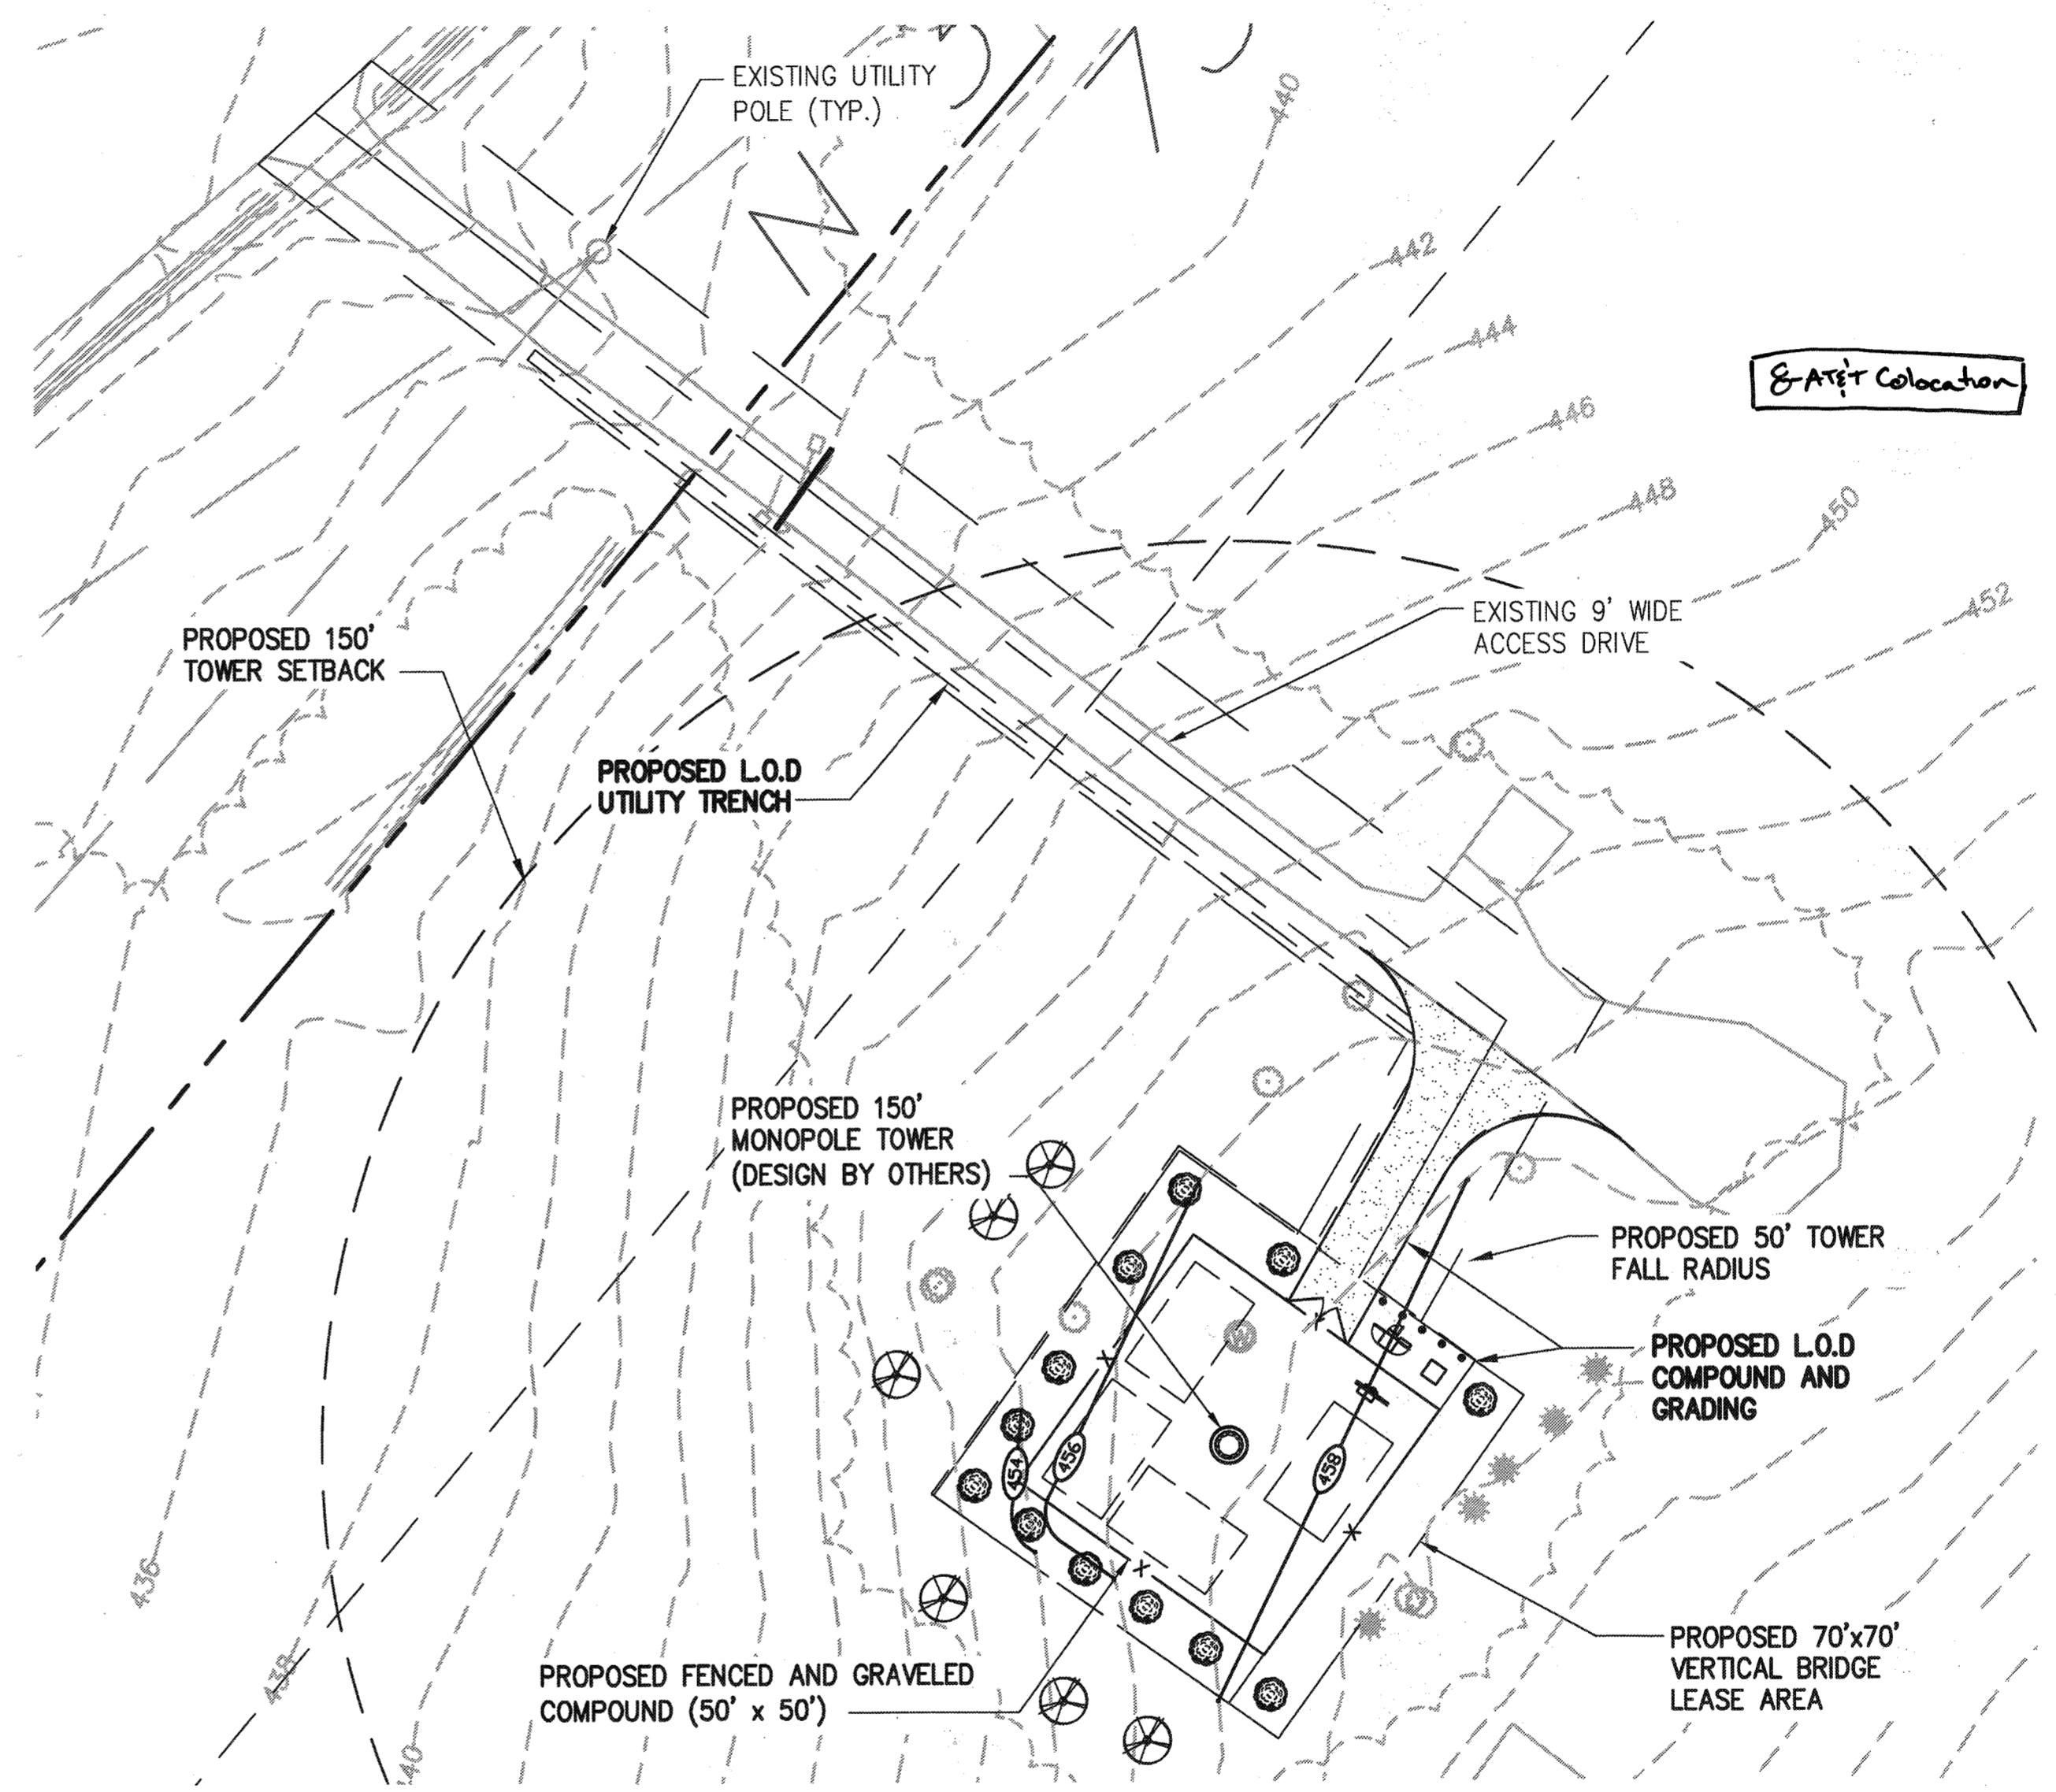 EXISTING UTILITY
POLE (TYP.)
440
442
444
& AT&T Colocation
446
448
450
452
EXISTING 9' WIDE
ACCESS DRIVE
PROPOSED 150'
TOWER SETBACK
PROPOSED L.O.D
UTILITY TRENCH
PROPOSED 150'
MONOPOLE TOWER
(DESIGN BY OTHERS)
PROPOSED 50' TOWER
FALL RADIUS
W
PROPOSED L.O.D
COMPOUND AND
GRADING
454
456
458
436
438
440
PROPOSED FENCED AND GRAVELED
COMPOUND (50' x 50')
PROPOSED 70'x70'
VERTICAL BRIDGE
LEASE AREA